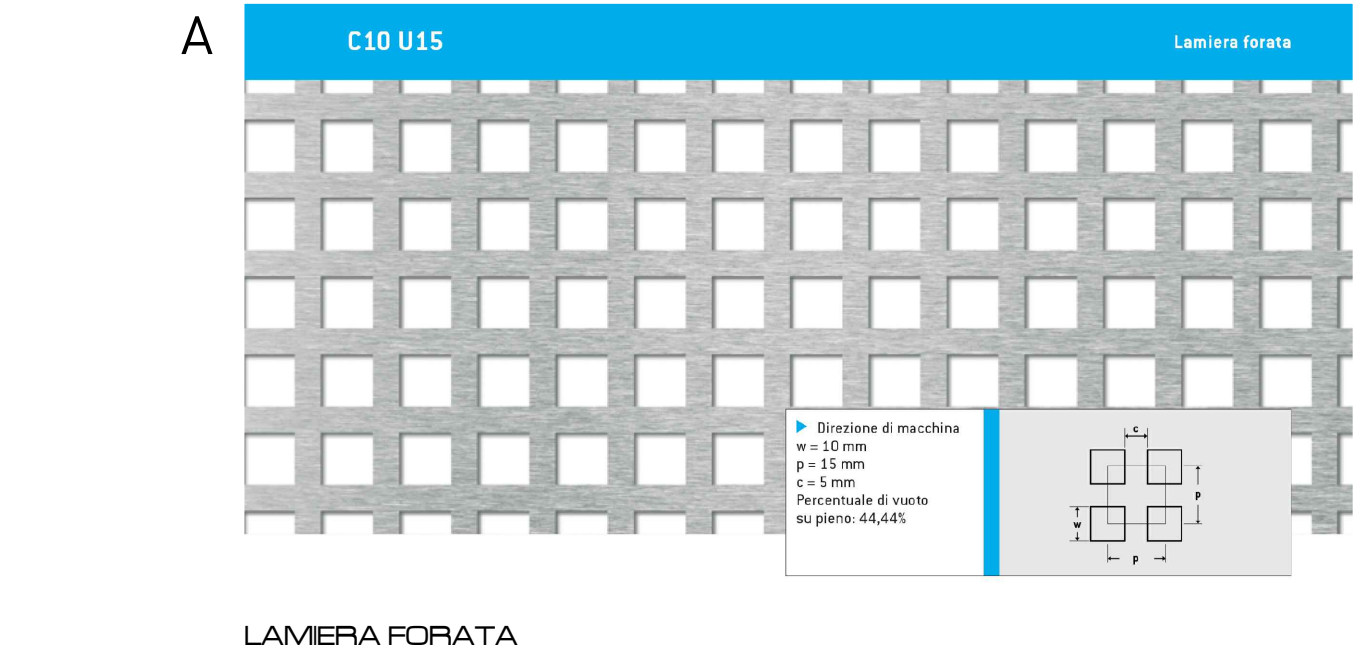 A
C10 U15
Lamiera forata
Direzione di macchina
w = 10 mm
p = 15 mm
c = 5 mm
Percentuale di vuoto
su pieno: 44,44%
c
p
w
p
LAMIERA FORATA